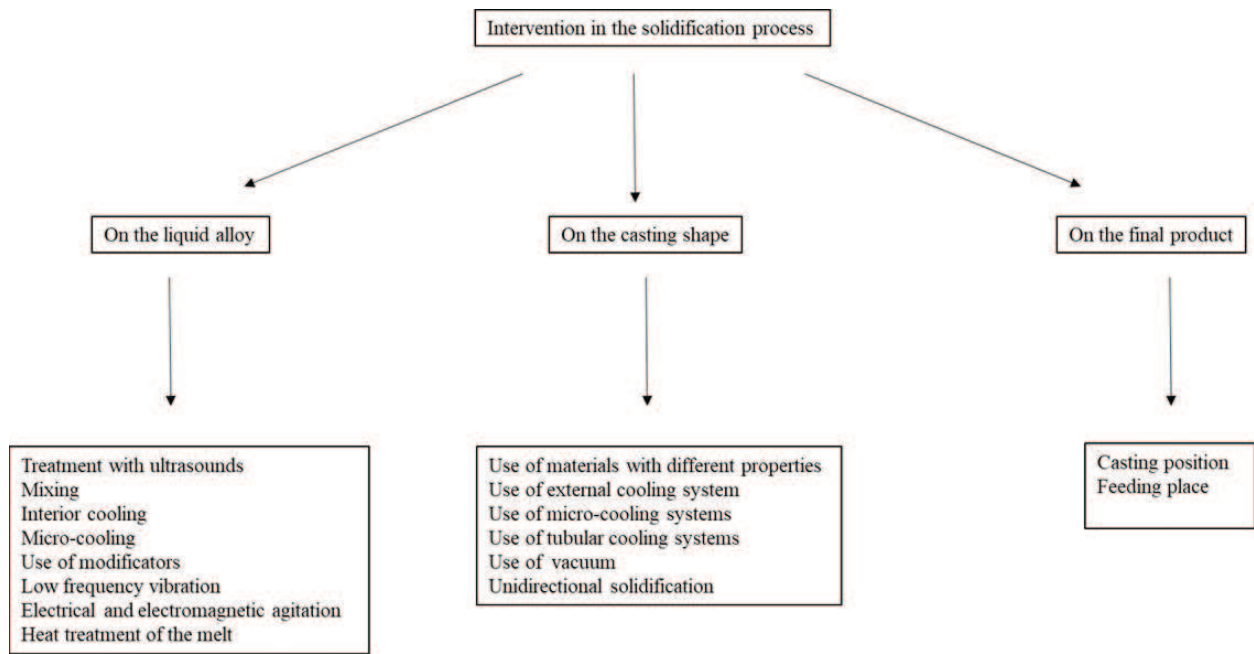 Intervention in the solidification process
On the liquid alloy
On the casting shape
On the final product
Treatment with ultrasounds
Mixing
Interior cooling
Micro-cooling
Use of modificators
Low frequency vibration
Electrical and electromagnetic agitation
Heat treatment of the melt
Use of materials with different properties
Use of external cooling system
Use of micro-cooling systems
Use of tubular cooling systems
Use of vacuum
Unidirectional solidification
Casting position
Feeding place